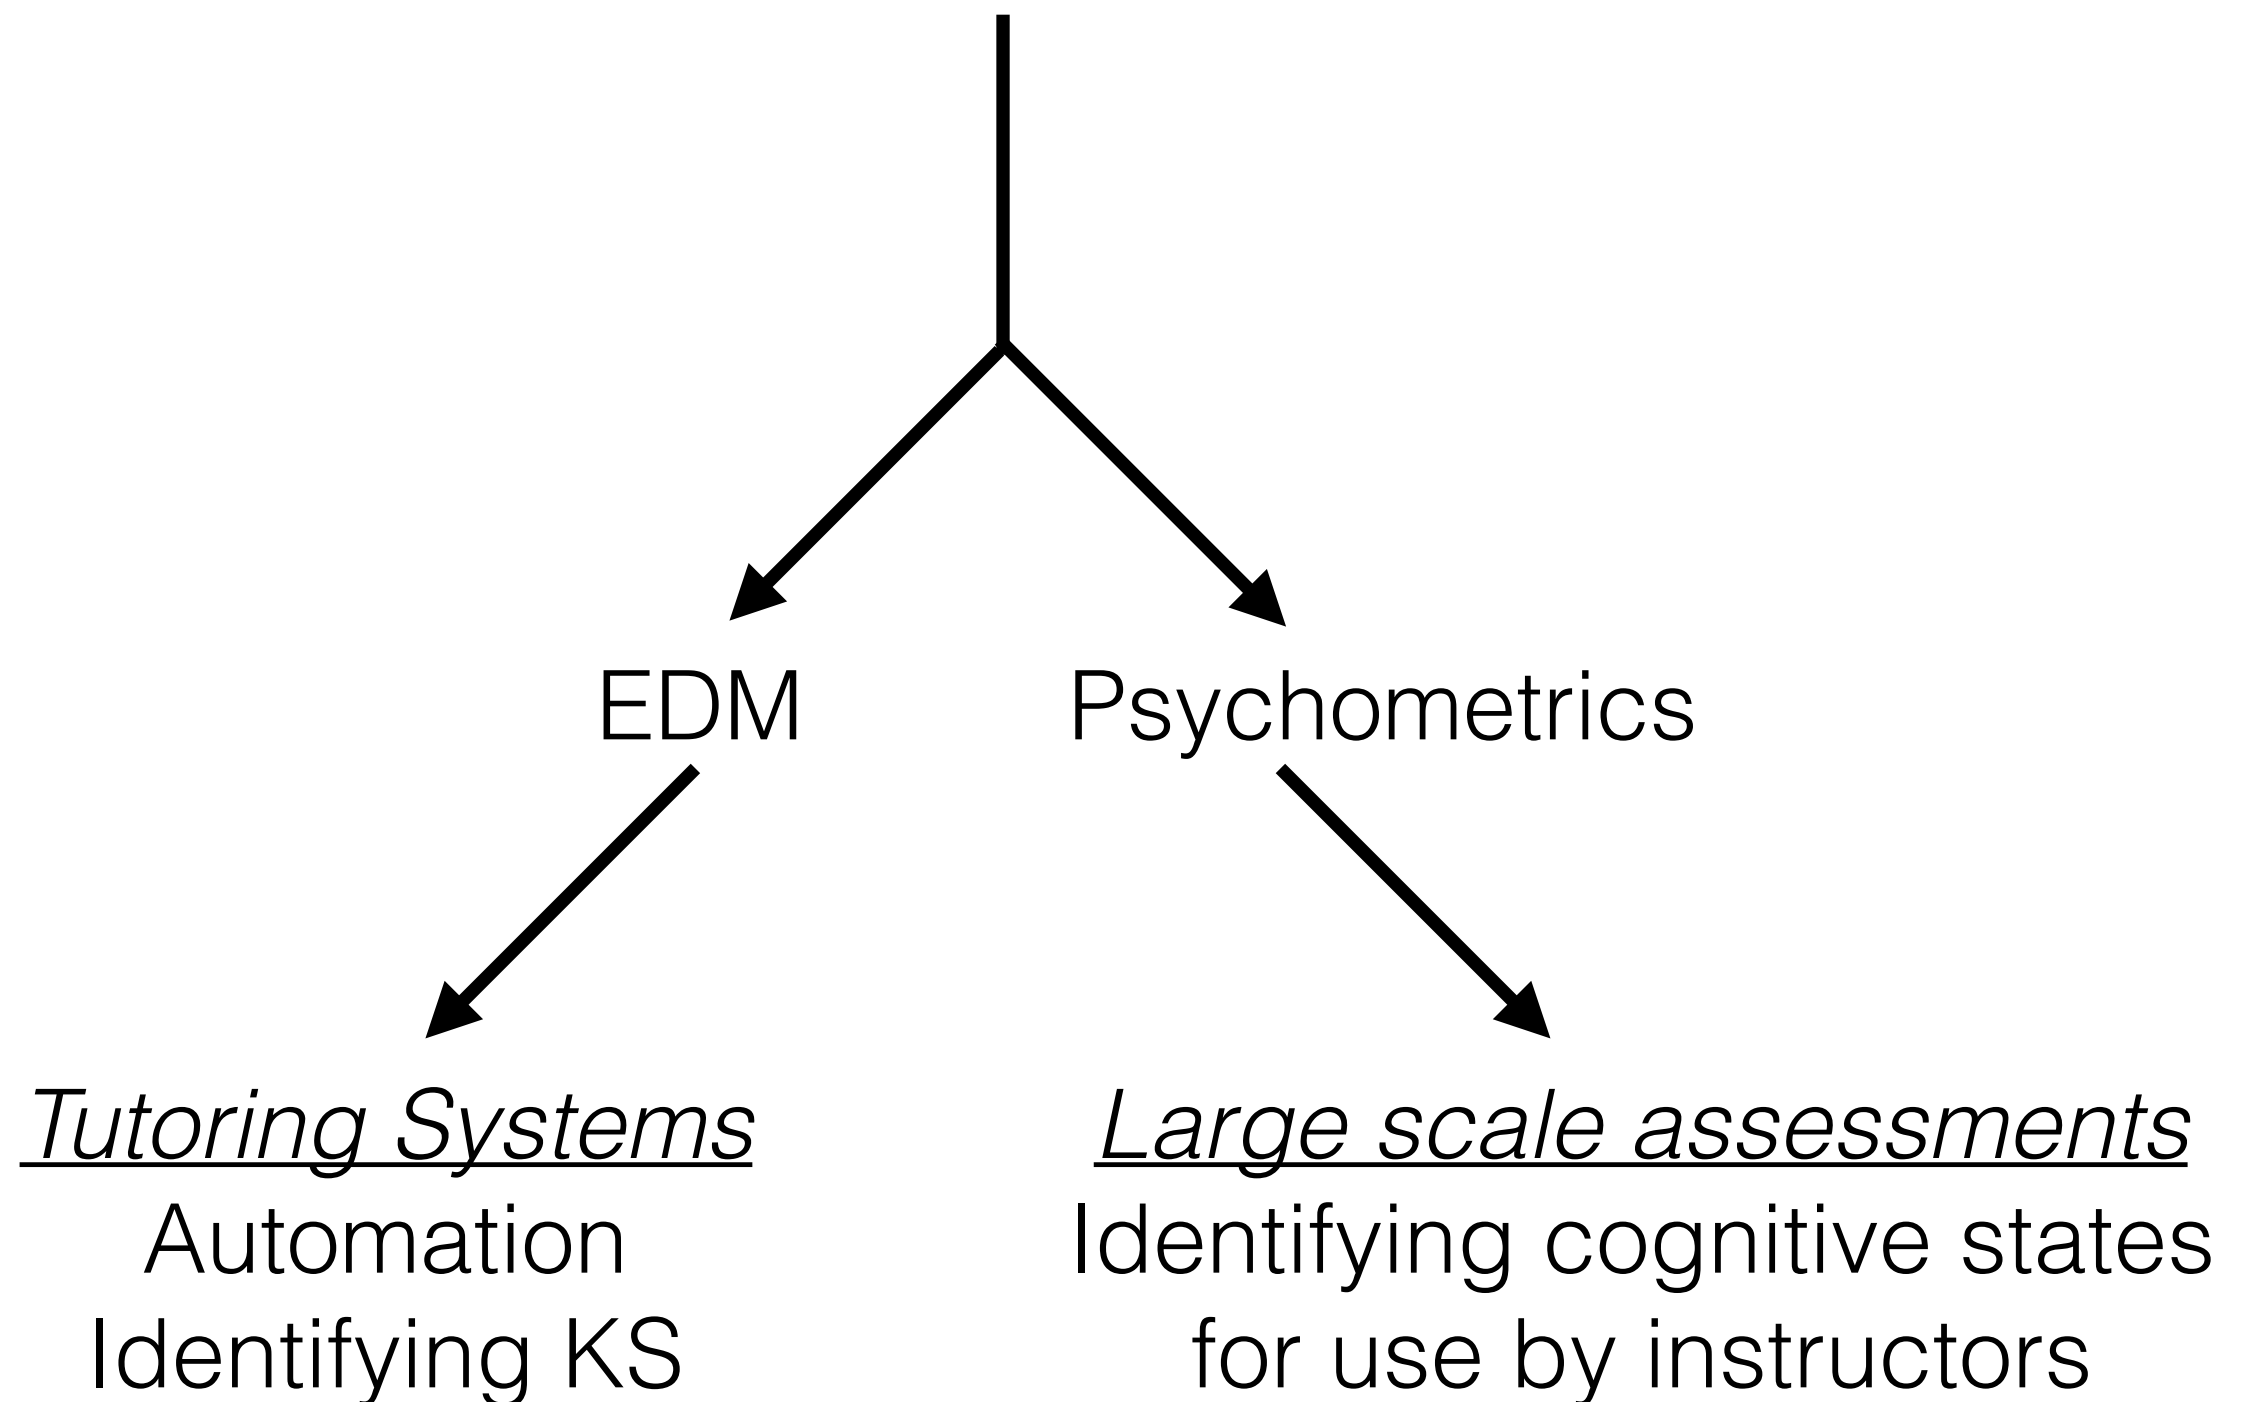 EDM
Psychometrics
Tutoring Systems
Automation
Identifying KS
Large scale assessments
Identifying cognitive states
for use by instructors